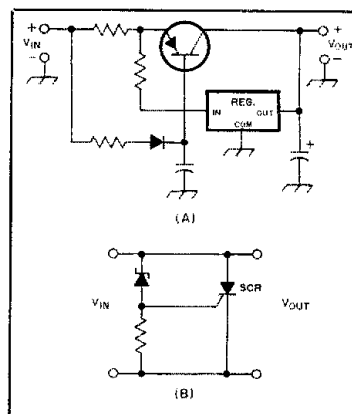 + +
VIN VOUT
- -
REG.
IN OUT
COM
+
(A)
SCR
VIN VOUT
(B)